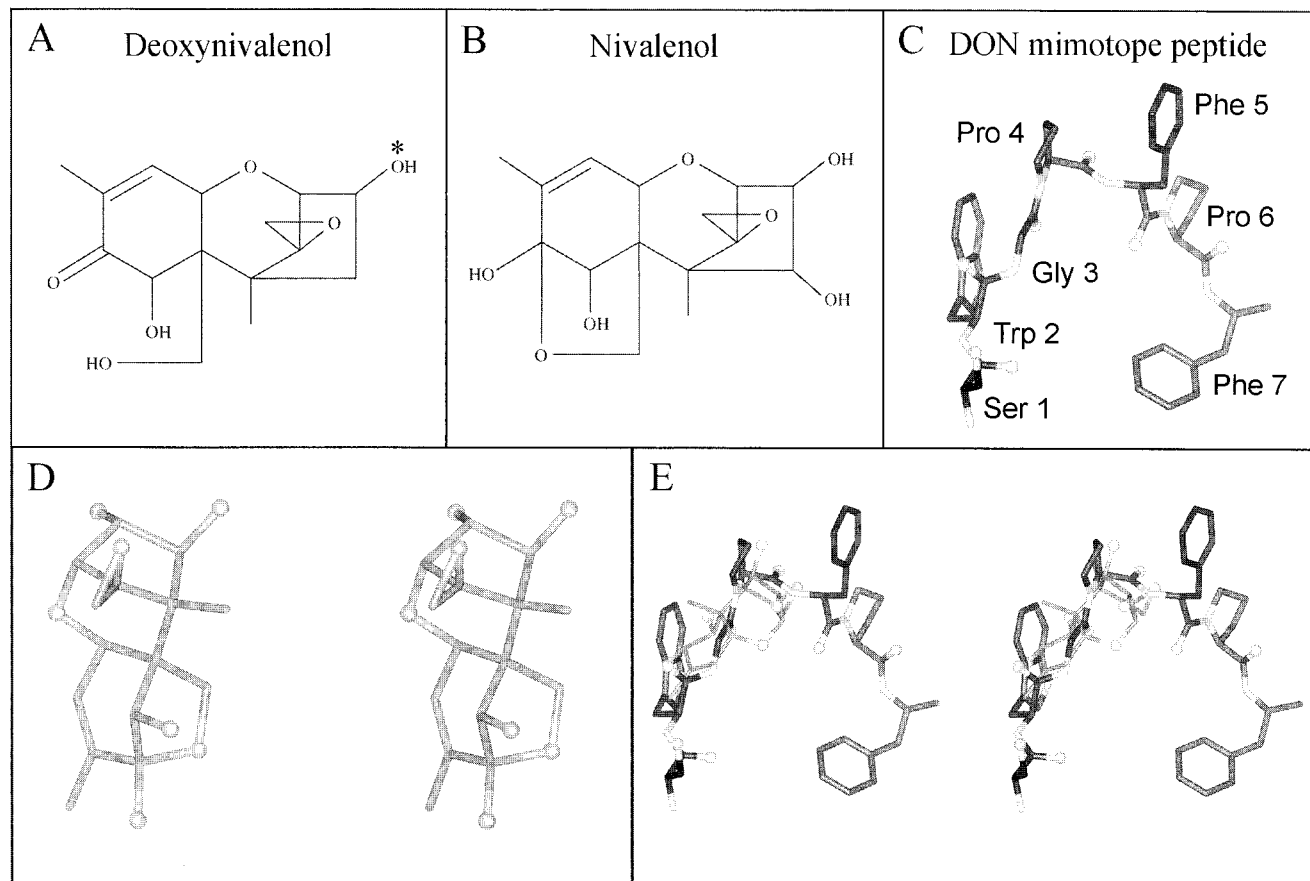 A
Deoxynivalenol
*
OH
O
O
O
OH
HO
B
Nivalenol
OH
O
O
HO
OH
OH
O
C
DON mimotope peptide
Phe 5
Pro 4
Pro 6
Gly 3
Trp 2
Phe 7
Ser 1
D
E